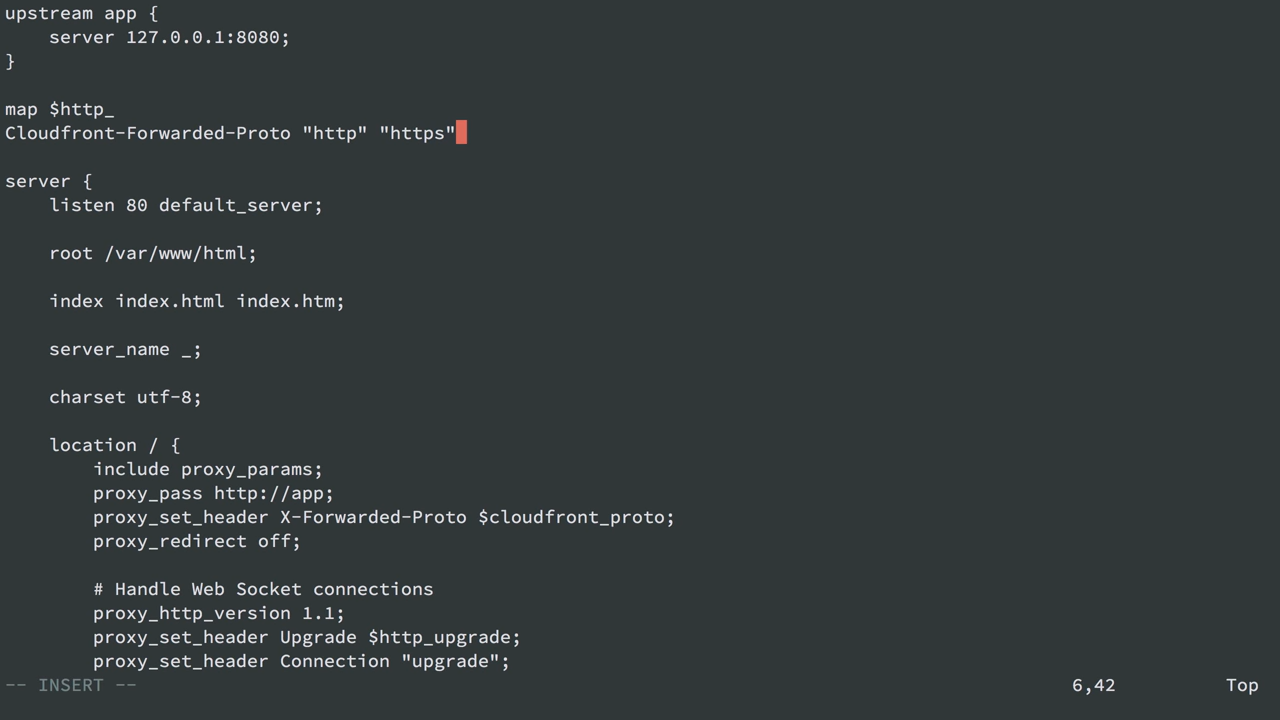 upstream app {
    server 127.0.0.1:8080;
}

map $http_
Cloudfront-Forwarded-Proto "http" "https"

server {
    listen 80 default_server;

    root /var/www/html;

    index index.html index.htm;

    server_name _;

    charset utf-8;

    location / {
        include proxy_params;
        proxy_pass http://app;
        proxy_set_header X-Forwarded-Proto $cloudfront_proto;
        proxy_redirect off;

        # Handle Web Socket connections
        proxy_http_version 1.1;
        proxy_set_header Upgrade $http_upgrade;
        proxy_set_header Connection "upgrade";
-- INSERT -- 6,42 Top